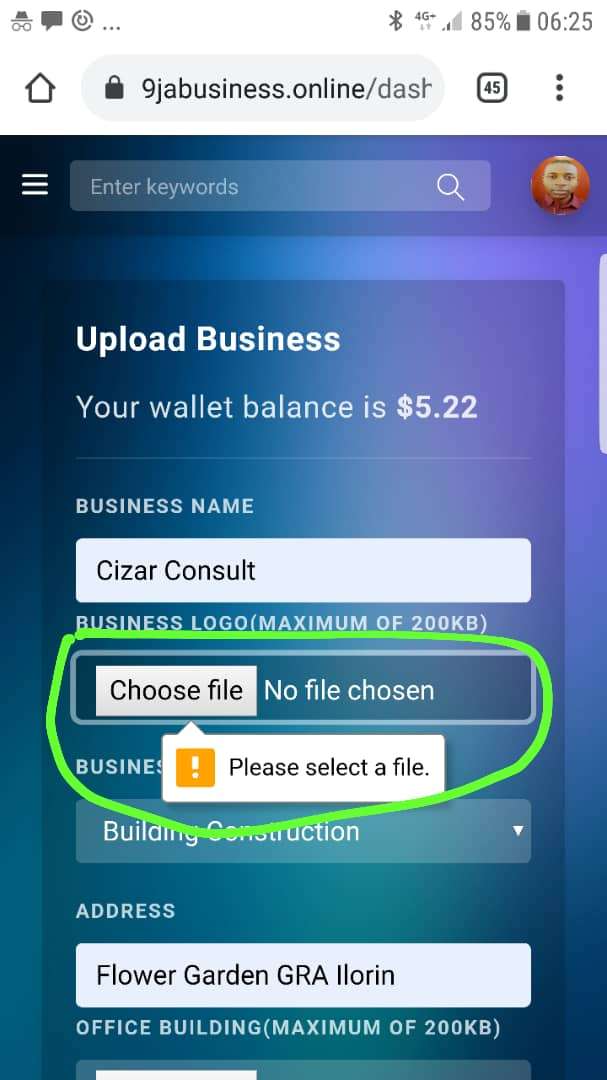 ... 4G+ 85% 06:25
9jabusiness.online/dash 45
Enter keywords
Upload Business
Your wallet balance is $5.22
BUSINESS NAME
Cizar Consult
BUSINESS LOGO(MAXIMUM OF 200KB)
Choose file No file chosen
BUSINES
! Please select a file.
Building Construction
ADDRESS
Flower Garden GRA Ilorin
OFFICE BUILDING(MAXIMUM OF 200KB)